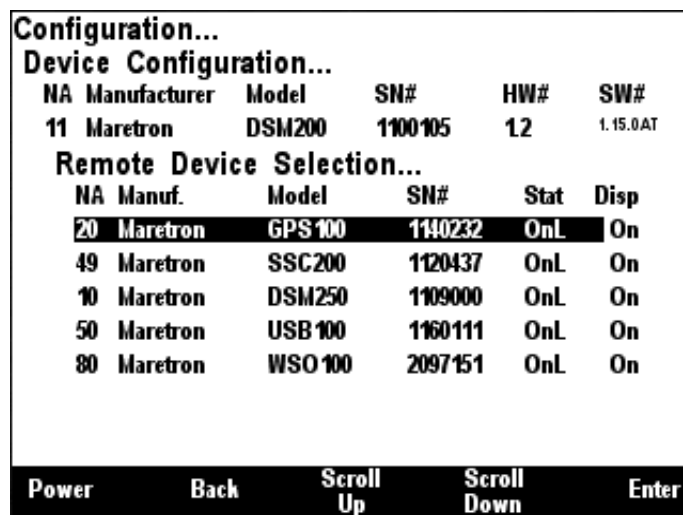 Configuration...
Device Configuration...
NA Manufacturer Model SN# HW# SW#
11 Maretron DSM200 1100105 1.2 1.15.0AT
Remote Device Selection...
NA Manuf. Model SN# Stat Disp
20 Maretron GPS100 1140232 OnL On
49 Maretron SSC200 1120437 OnL On
10 Maretron DSM250 1109000 OnL On
50 Maretron USB100 1160111 OnL On
80 Maretron WSO100 2097151 OnL On
Power Back Scroll Up Scroll Down Enter